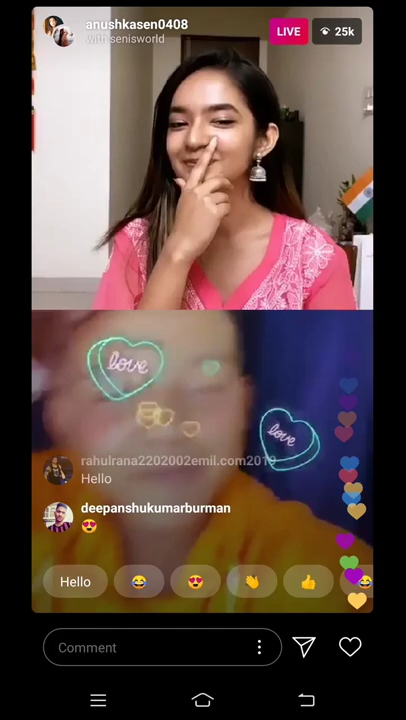 anushkasen0408
with senisworld
LIVE
25k
love
love
rahulrana2202002emil.com2019
Hello
deepanshukumarburman
😍
Hello 😂 😍 👏 👍 😂
Comment